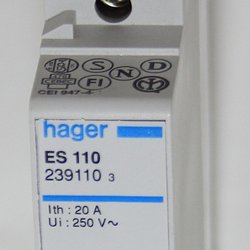 S N D
FI
CEI 947-4
hager
ES 110
239110 3
Ith : 20 A
Ui : 250 V~